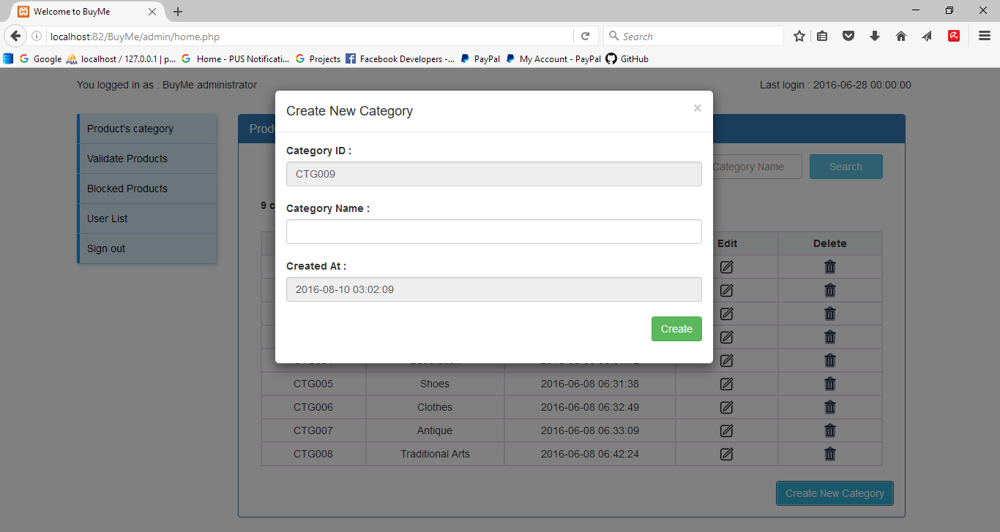 Welcome to BuyMe
localhost:82/BuyMe/admin/home.php
Search
Google
localhost / 127.0.0.1 | p...
Home - PUS Notificati...
Projects
Facebook Developers -...
PayPal
My Account - PayPal
GitHub
You logged in as : BuyMe administrator
Last login : 2016-06-28 00:00:00
Product's category
Validate Products
Blocked Products
User List
Sign out
Create New Category
×
Category ID :
CTG009
Category Name :
Created At :
2016-08-10 03:02:09
Create
Category Name
Search
Edit Delete
CTG005 Shoes 2016-06-08 06:31:38
CTG006 Clothes 2016-06-08 06:32:49
CTG007 Antique 2016-06-08 06:33:09
CTG008 Traditional Arts 2016-06-08 06:42:24
Create New Category